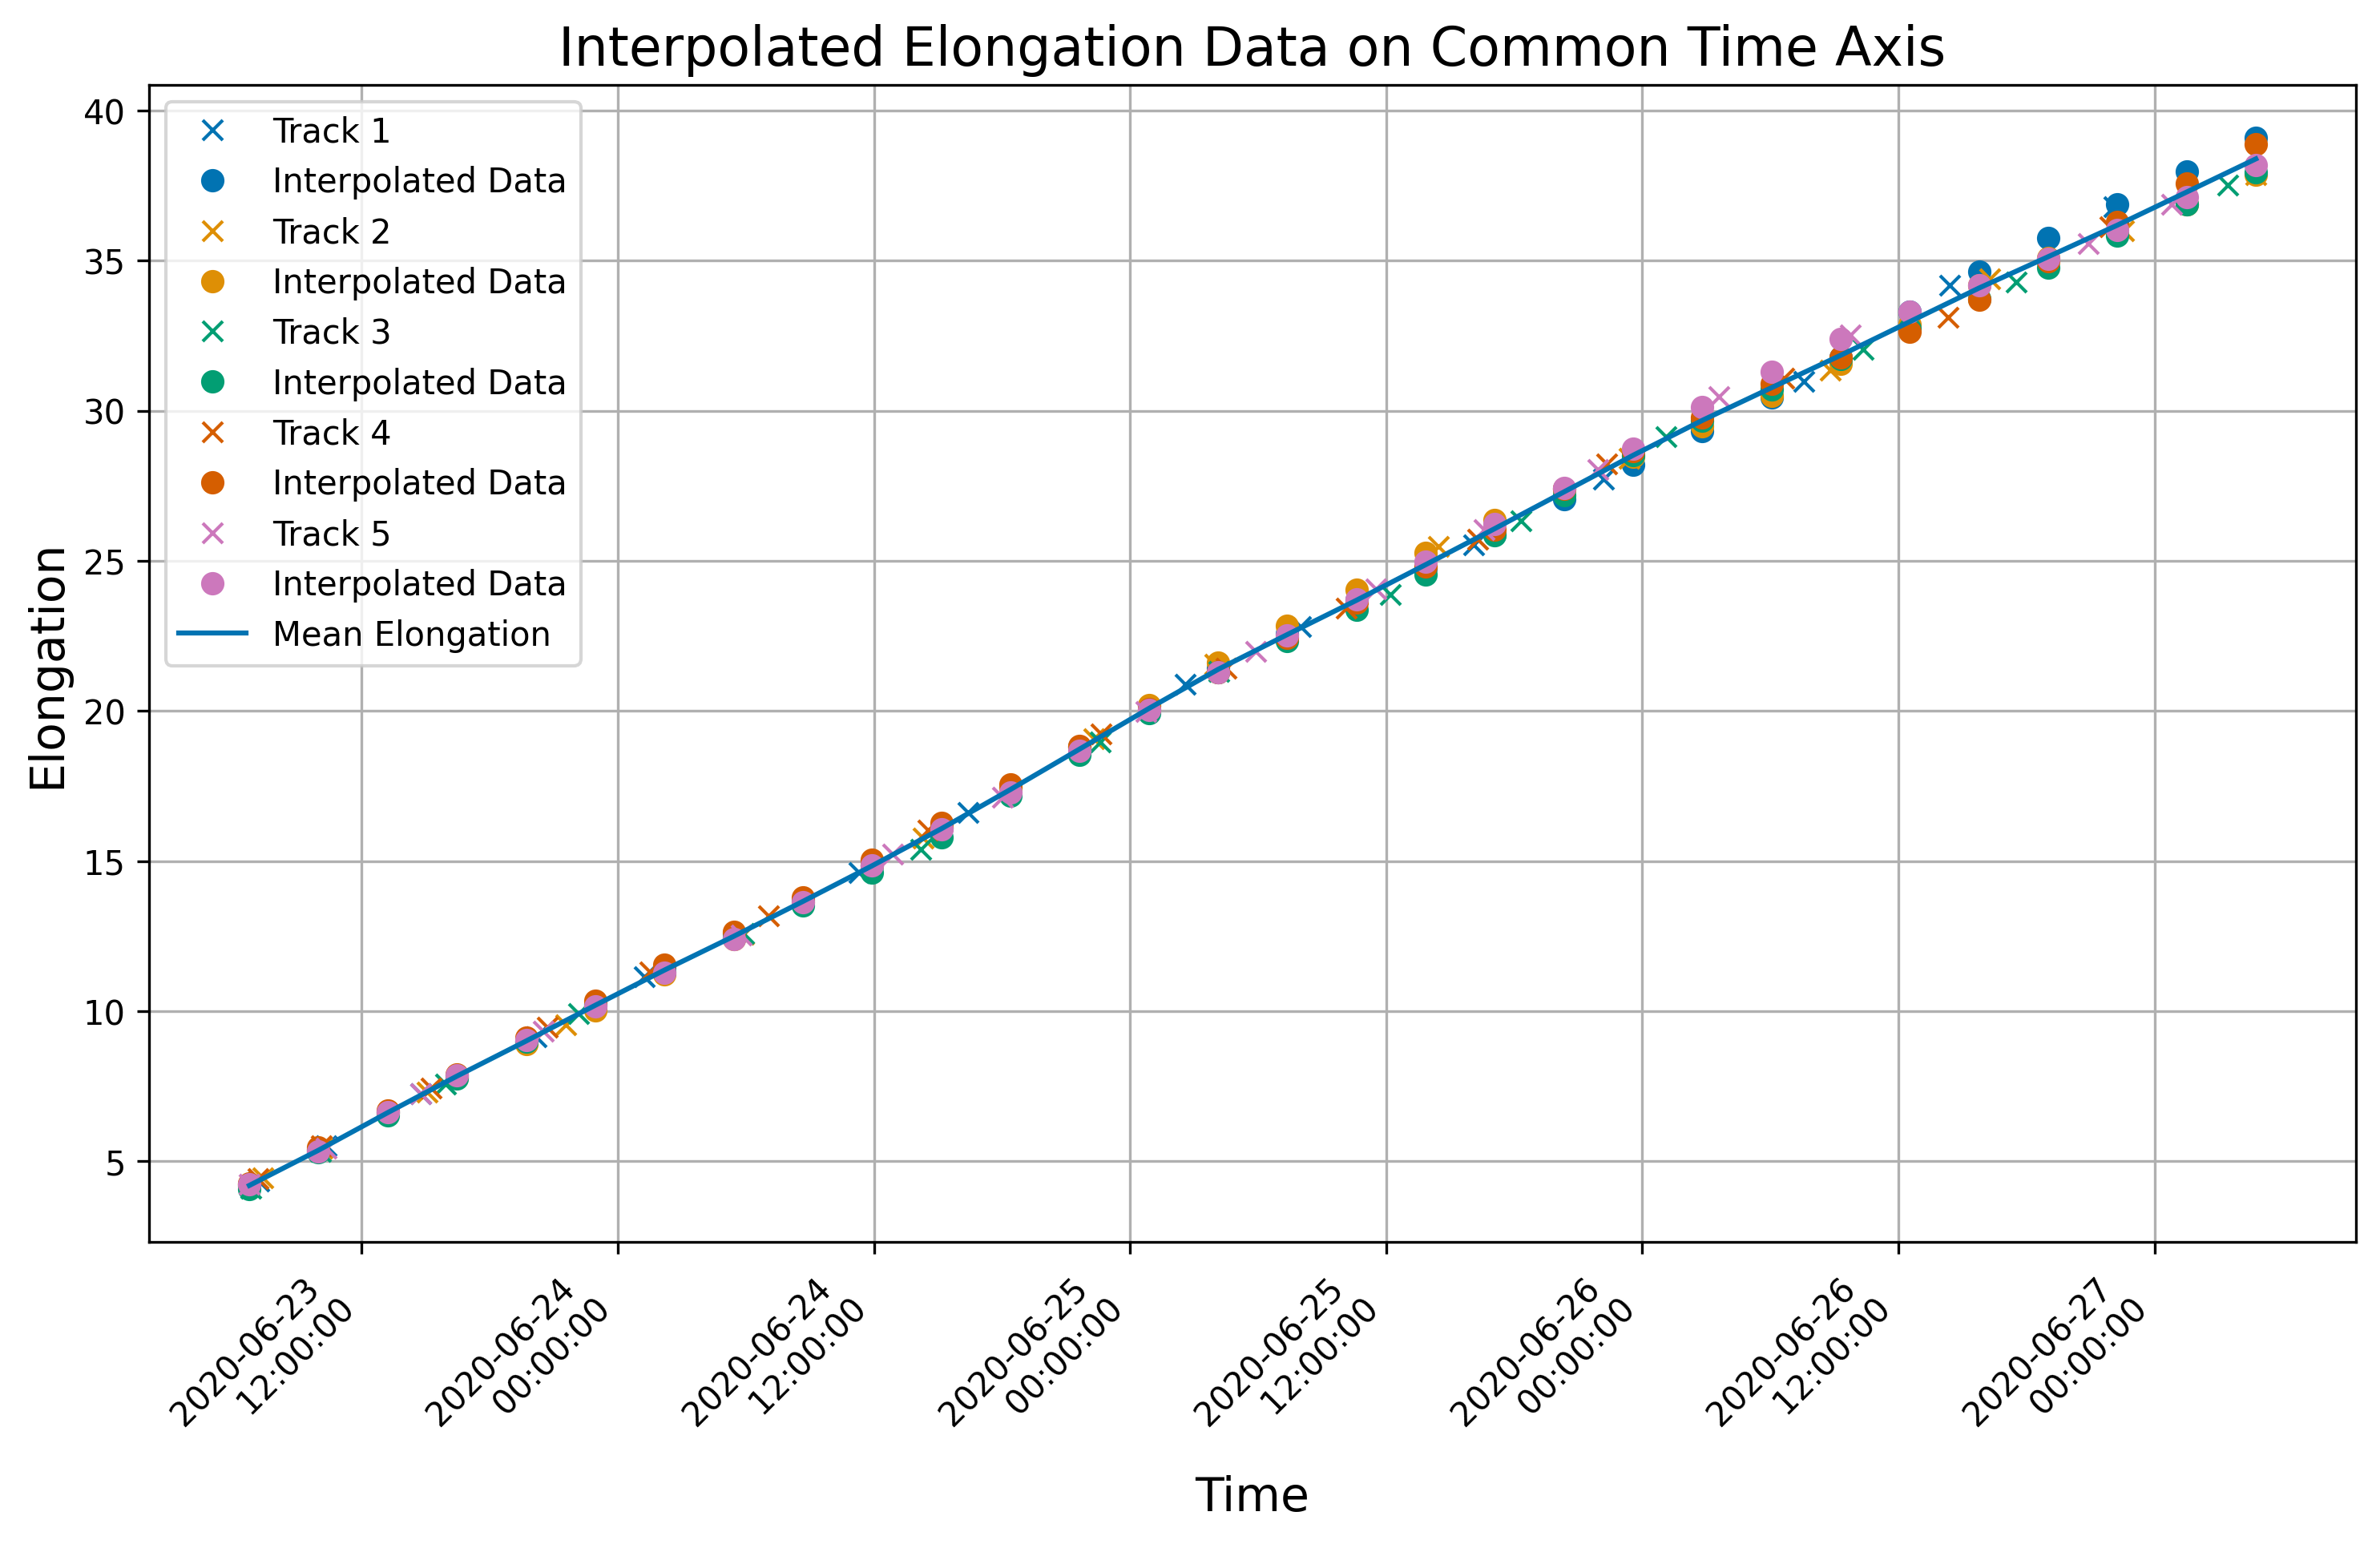 Interpolated Elongation Data on Common Time Axis
40
35
30
25
20
15
10
5
Elongation
Track 1
Interpolated Data
Track 2
Interpolated Data
Track 3
Interpolated Data
Track 4
Interpolated Data
Track 5
Interpolated Data
Mean Elongation
2020-06-23
12:00:00
2020-06-24
00:00:00
2020-06-24
12:00:00
2020-06-25
00:00:00
2020-06-25
12:00:00
2020-06-26
00:00:00
2020-06-26
12:00:00
2020-06-27
00:00:00
Time